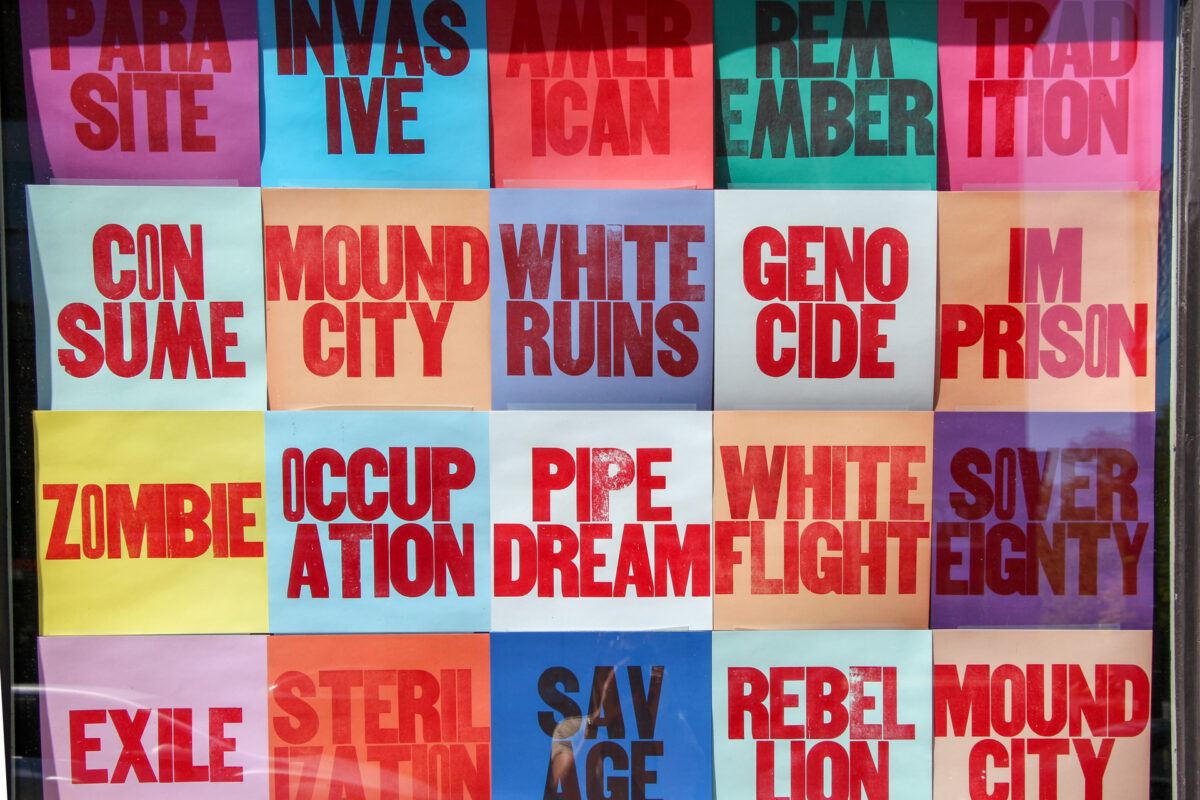 PARA
SITE
INVAS
IVE
AMER
ICAN
REM
EMBER
TRAD
ITION
CON
SUME
MOUND
CITY
WHITE
RUINS
GENO
CIDE
IM
PRISON
ZOMBIE
OCCUP
ATION
PIPE
DREAM
WHITE
FLIGHT
SOVER
EIGNTY
EXILE
STERIL
IZATION
SAV
AGE
REBEL
LION
MOUND
CITY